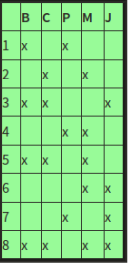 B C P M J
1 x x
2 x x
3 x x x
4 x x
5 x x x
6 x x
7 x x
8 x x x x